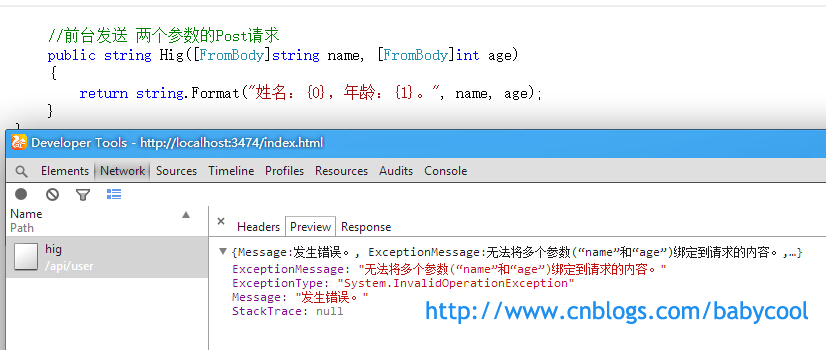 //前台发送 两个参数的Post请求
public string Hig([FromBody]string name, [FromBody]int age)
{
return string.Format("姓名: {0}, 年龄: {1}。", name, age);
}
}
Developer Tools - http://localhost:3474/index.html
Elements Network Sources Timeline Profiles Resources Audits Console
Name
Path
× Headers Preview Response
hig
/api/user
{Message:发生错误。, ExceptionMessage:无法将多个参数(“name”和“age”)绑定到请求的内容。,…}
ExceptionMessage: "无法将多个参数(“name”和“age”)绑定到请求的内容。"
ExceptionType: "System.InvalidOperationException"
Message: "发生错误。"
StackTrace: null
http://www.cnblogs.com/babycool